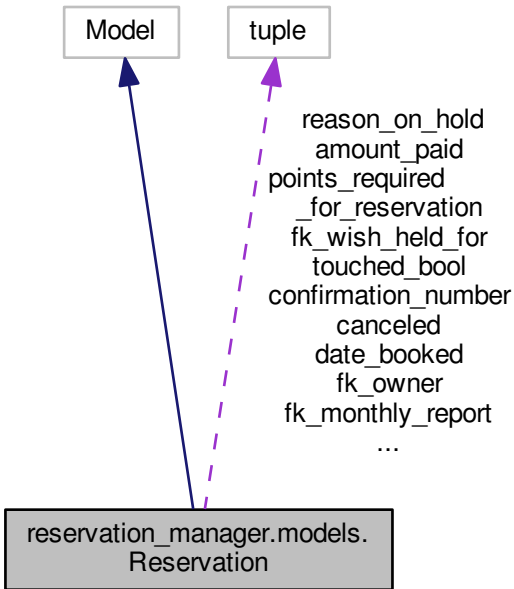 Model
tuple
reason_on_hold
amount_paid
points_required
_for_reservation
fk_wish_held_for
touched_bool
confirmation_number
canceled
date_booked
fk_owner
fk_monthly_report
...
reservation_manager.models.
Reservation